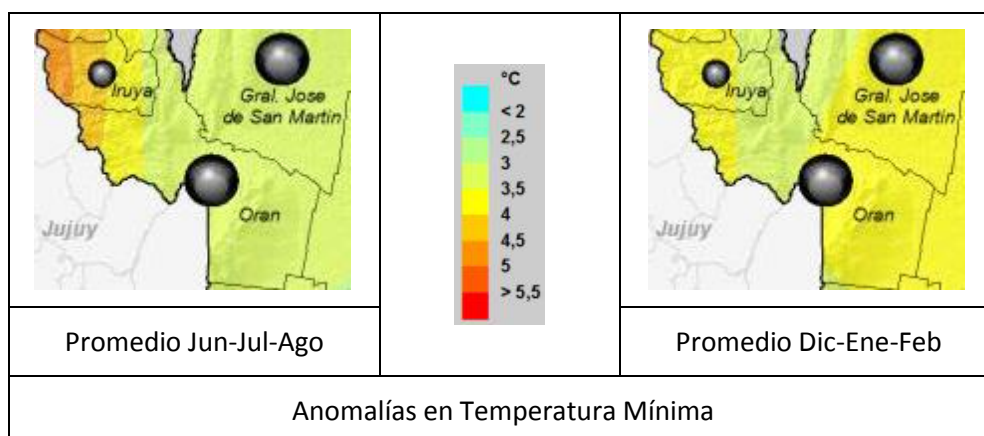 Iruya
Gral. Jose
de San Martin
Oran
Jujuy
°C
< 2
2,5
3
3,5
4
4,5
5
> 5,5
Iruya
Gral. Jose
de San Martin
Oran
Jujuy
Promedio Jun-Jul-Ago
Promedio Dic-Ene-Feb
Anomalías en Temperatura Mínima